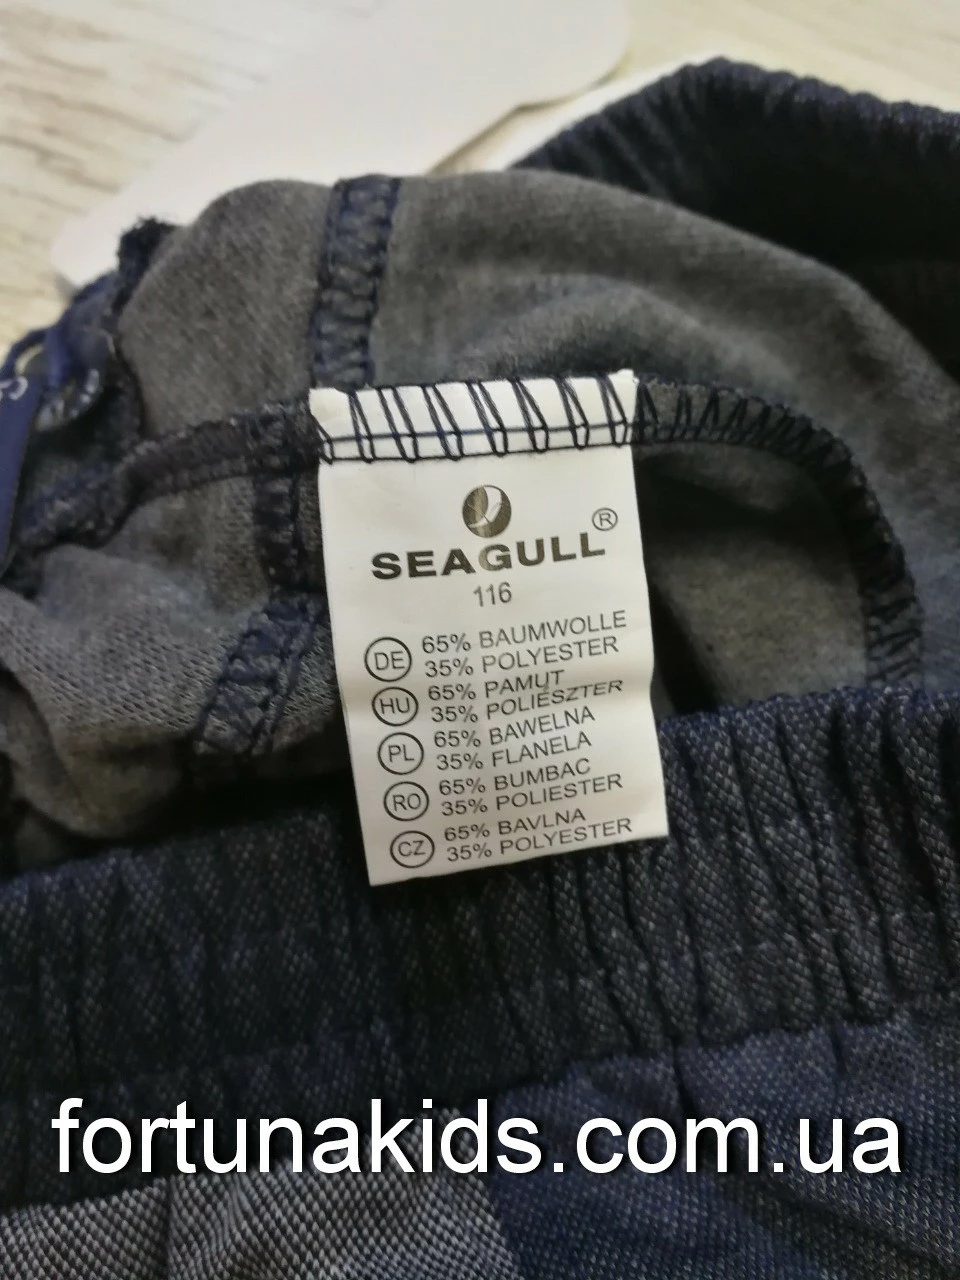 SEAGULL ®
116
DE 65% BAUMWOLLE
35% POLYESTER
HU 65% PAMUT
35% POLIÉSZTER
PL 65% BAWELNA
35% FLANELA
RO 65% BUMBAC
35% POLIESTER
CZ 65% BAVLNA
35% POLYESTER
fortunakids.com.ua